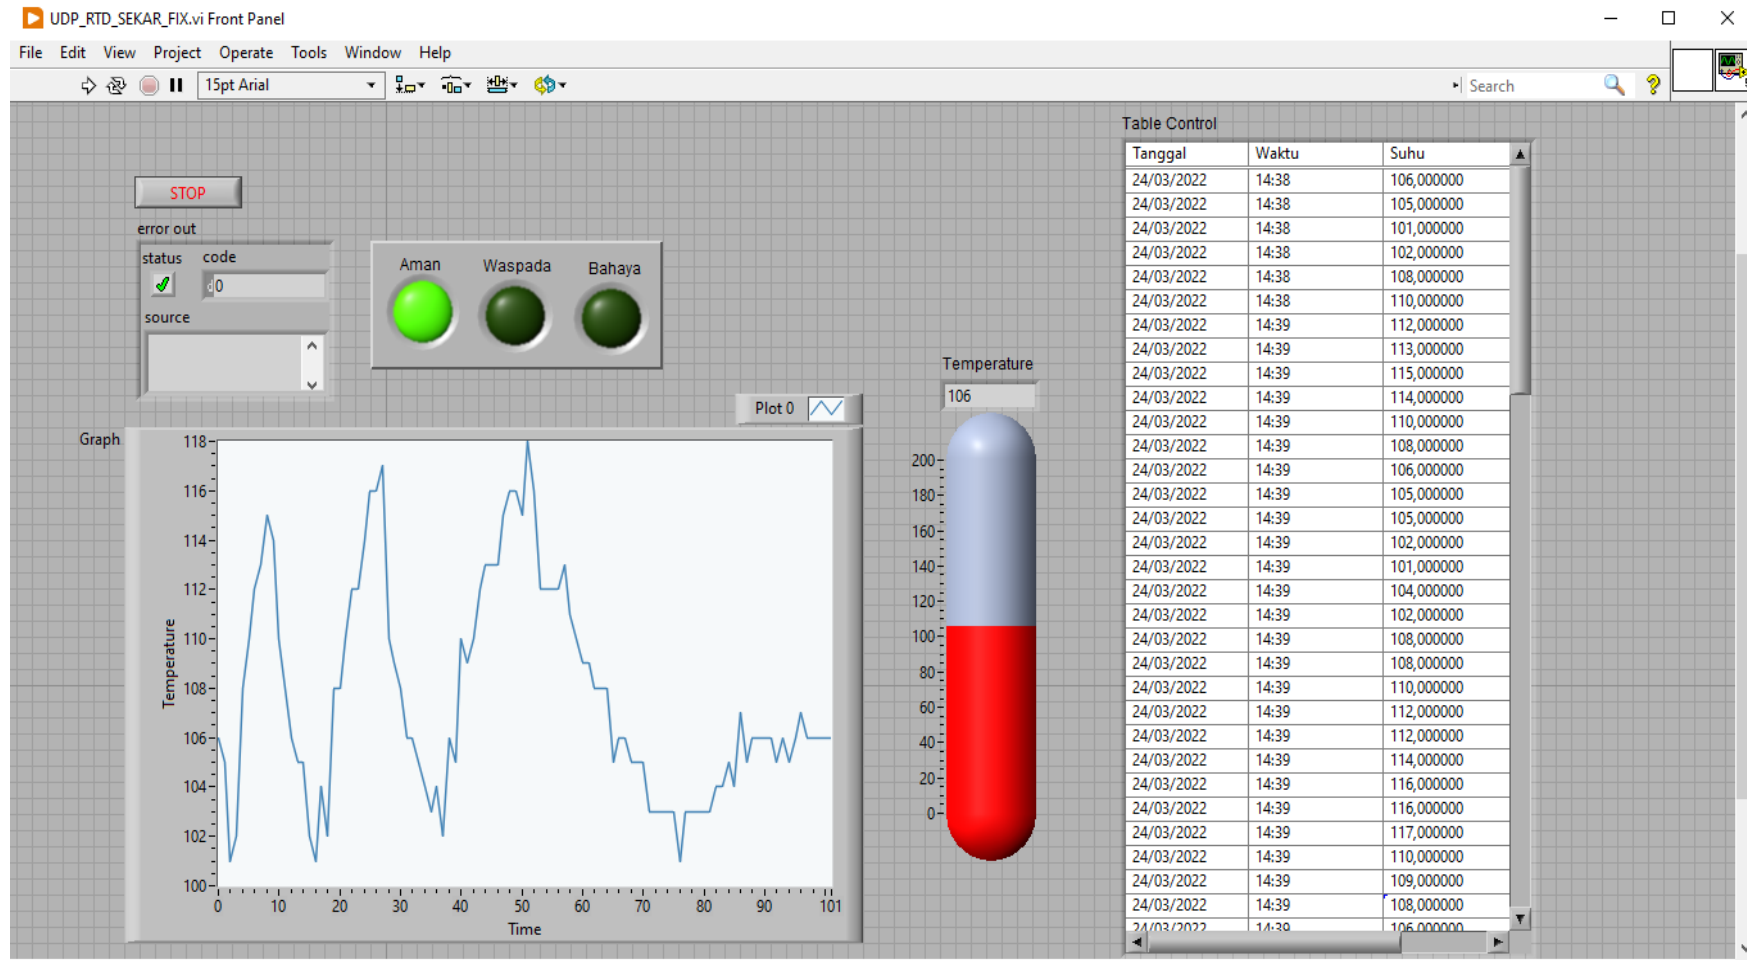 UDP_RTD_SEKAR_FIX.vi Front Panel
File Edit View Project Operate Tools Window Help
15pt Arial
Search
Table Control
Tanggal Waktu Suhu
24/03/2022 14:38 106,000000
24/03/2022 14:38 105,000000
24/03/2022 14:38 101,000000
24/03/2022 14:38 102,000000
24/03/2022 14:38 108,000000
24/03/2022 14:38 110,000000
24/03/2022 14:39 112,000000
24/03/2022 14:39 113,000000
24/03/2022 14:39 115,000000
24/03/2022 14:39 114,000000
24/03/2022 14:39 110,000000
24/03/2022 14:39 108,000000
24/03/2022 14:39 106,000000
24/03/2022 14:39 105,000000
24/03/2022 14:39 105,000000
24/03/2022 14:39 102,000000
24/03/2022 14:39 101,000000
24/03/2022 14:39 104,000000
24/03/2022 14:39 102,000000
24/03/2022 14:39 108,000000
24/03/2022 14:39 108,000000
24/03/2022 14:39 110,000000
24/03/2022 14:39 112,000000
24/03/2022 14:39 112,000000
24/03/2022 14:39 114,000000
24/03/2022 14:39 116,000000
24/03/2022 14:39 116,000000
24/03/2022 14:39 117,000000
24/03/2022 14:39 110,000000
24/03/2022 14:39 109,000000
24/03/2022 14:39 108,000000
24/03/2022 14:39 106,000000
STOP
error out
status code
d 0
source
Aman Waspada Bahaya
Temperature
106
200
180
160
140
120
100
80
60
40
20
0
Plot 0
Graph
118
116
114
112
110
108
106
104
102
100
Temperature
0 10 20 30 40 50 60 70 80 90 101
Time